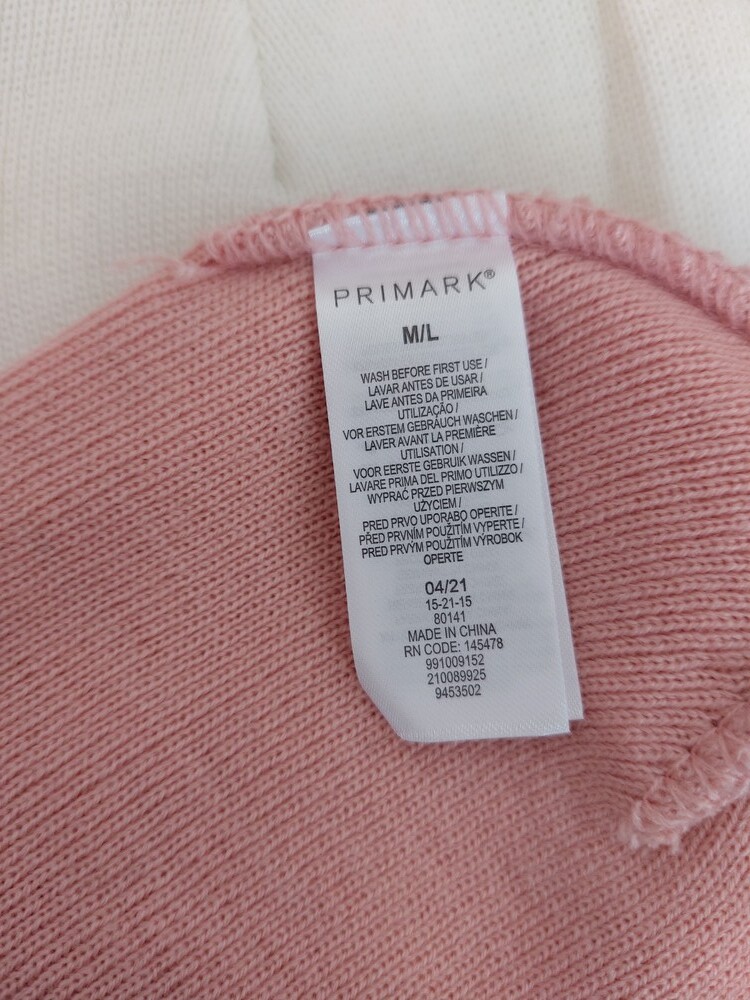 PRIMARK®
M/L
WASH BEFORE FIRST USE /
LAVAR ANTES DE USAR /
LAVE ANTES DA PRIMEIRA
UTILIZAÇÃO /
VOR ERSTEM GEBRAUCH WASCHEN /
LAVER AVANT LA PREMIÈRE
UTILISATION /
VOOR EERSTE GEBRUIK WASSEN /
LAVARE PRIMA DEL PRIMO UTILIZZO /
WYPRAĆ PRZED PIERWSZYM
UŻYCIEM /
PRED PRVO UPORABO OPERITE /
PŘED PRVNÍM POUŽITÍM VYPERTE /
PRED PRVÝM POUŽITÍM VÝROBOK
OPERTE
04/21
15-21-15
80141
MADE IN CHINA
RN CODE: 145478
991009152
210089925
9453502